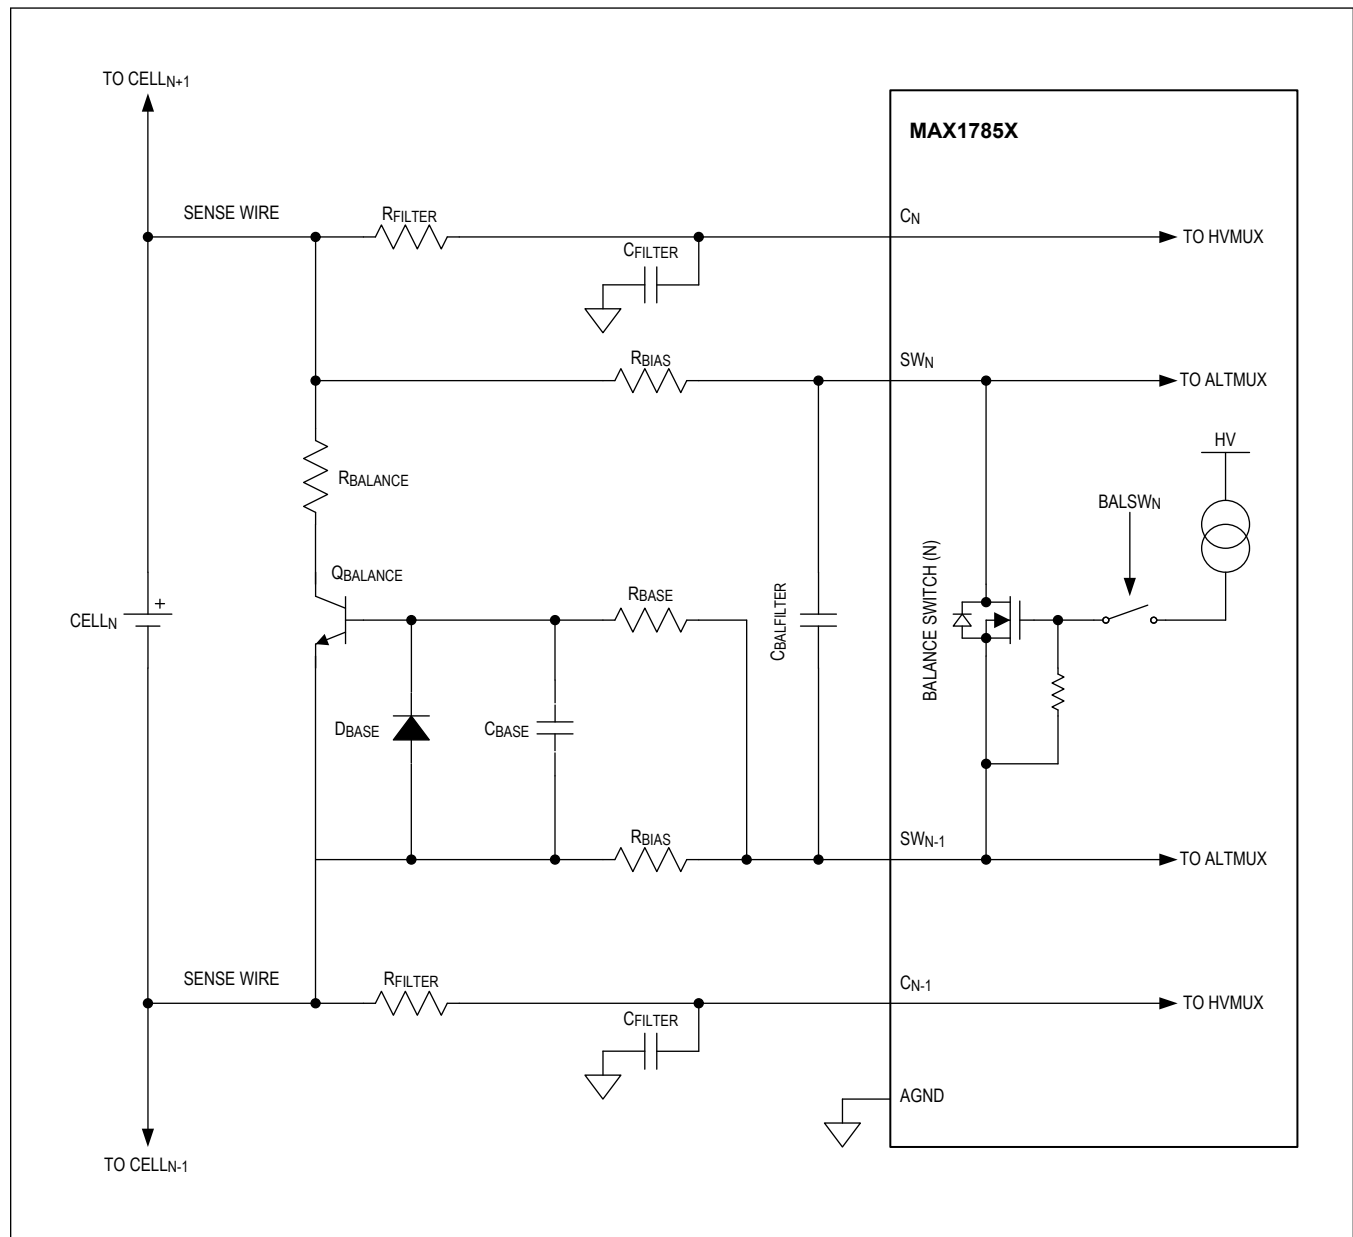 TO CELLN+1
MAX1785X
SENSE WIRE
RFILTER
CN
TO HVMUX
CFILTER
RBIAS
SWN
TO ALTMUX
HV
RBALANCE
BALSWN
QBALANCE
RBASE
CELLN
+
CBALFILTER
BALANCE SWITCH (N)
DBASE
CBASE
RBIAS
SWN-1
TO ALTMUX
SENSE WIRE
RFILTER
CN-1
TO HVMUX
CFILTER
AGND
TO CELLN-1